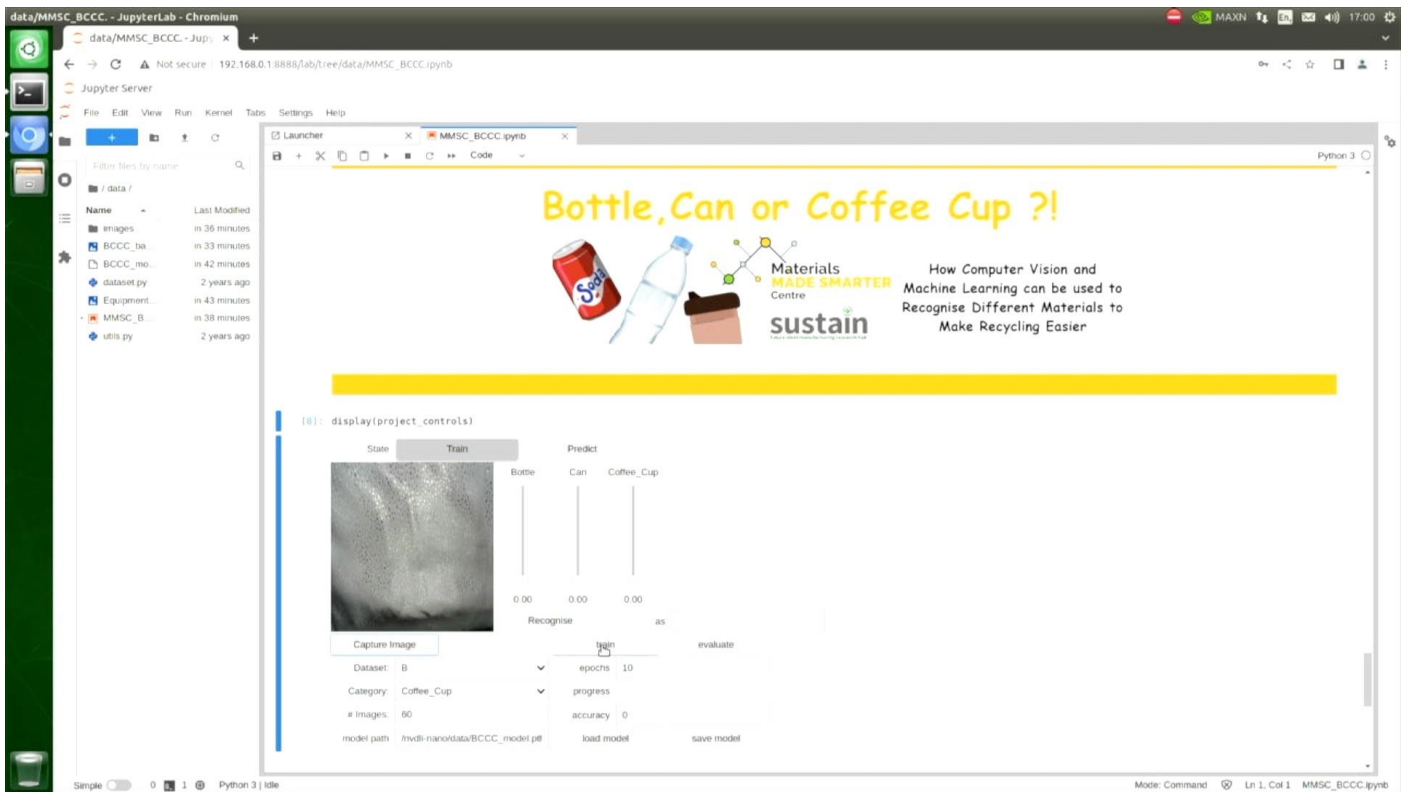 data/MMSC_BCCC. - JupyterLab - Chromium
MAXN En 17:00
data/MMSC_BCCC. - Jupy × +
Not secure 192.168.0.1:8888/lab/tree/data/MMSC_BCCC.ipynb
Jupyter Server
File Edit View Run Kernel Tabs Settings Help
Launcher × MMSC_BCCC.ipynb ×
Filter files by name
Code
Python 3
/ data /
Name Last Modified
images in 36 minutes
BCCC_ba... in 33 minutes
BCCC_mo... in 42 minutes
dataset.py 2 years ago
Equipment... in 43 minutes
MMSC_B... in 38 minutes
utils.py 2 years ago
Bottle,Can or Coffee Cup ?!
Soda
Materials
MADE SMARTER
Centre
sustain
How Computer Vision and
Machine Learning can be used to
Recognise Different Materials to
Make Recycling Easier
[8]: display(project_controls)
State Train Predict
Bottle Can Coffee_Cup
0.00 0.00 0.00
Recognise as
Capture Image train evaluate
Dataset: B epochs 10
Category: Coffee_Cup progress
# Images: 60 accuracy 0
model path /nvdli-nano/data/BCCC_model.ptl load model save model
Simple 0 1 Python 3 | Idle
Mode: Command Ln 1, Col 1 MMSC_BCCC.ipynb